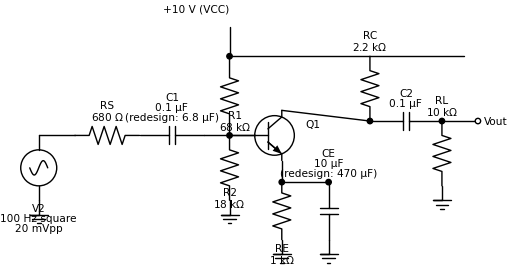 +10 V (VCC)
RC
2.2 kΩ
RS
680 Ω
C1
0.1 µF
(redesign: 6.8 µF)
R1
68 kΩ
Q1
C2
0.1 µF
RL
10 kΩ
Vout
CE
10 µF
(redesign: 470 µF)
R2
18 kΩ
V2
100 Hz square
20 mVpp
RE
1 kΩ